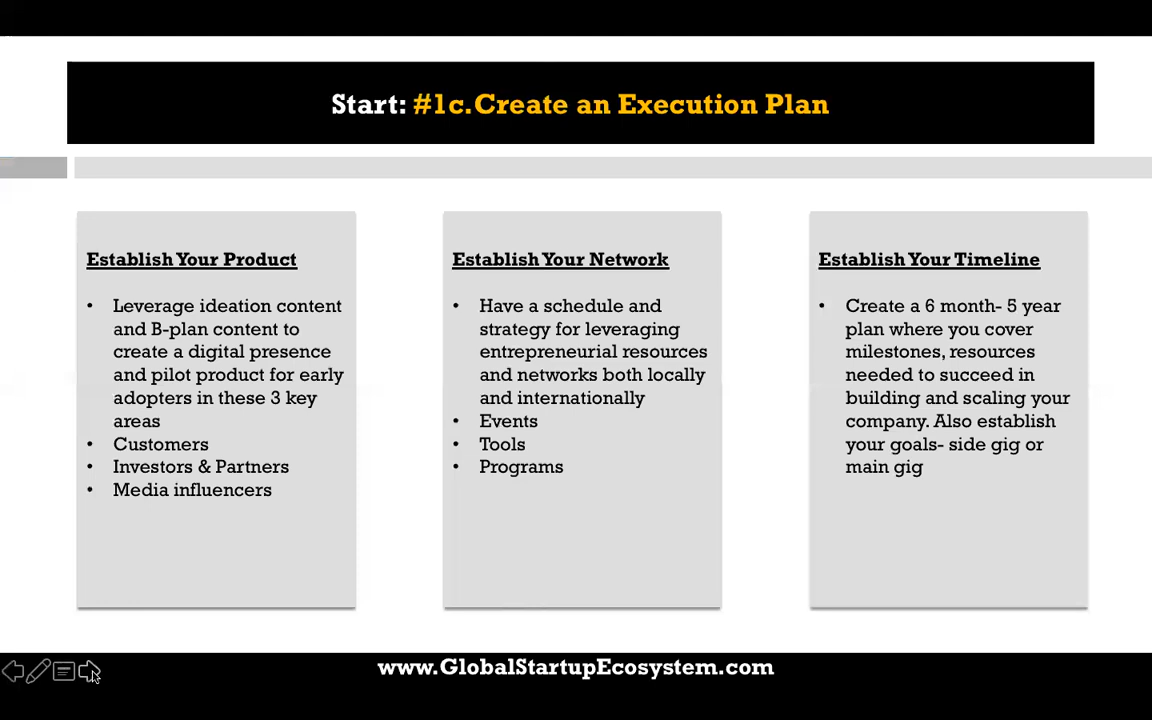 Start: #1c.Create an Execution Plan
Establish Your Product
• Leverage ideation content
and B-plan content to
create a digital presence
and pilot product for early
adopters in these 3 key
areas
• Customers
• Investors & Partners
• Media influencers
Establish Your Network
• Have a schedule and
strategy for leveraging
entrepreneurial resources
and networks both locally
and internationally
• Events
• Tools
• Programs
Establish Your Timeline
• Create a 6 month- 5 year
plan where you cover
milestones, resources
needed to succeed in
building and scaling your
company. Also establish
your goals- side gig or
main gig
www.GlobalStartupEcosystem.com